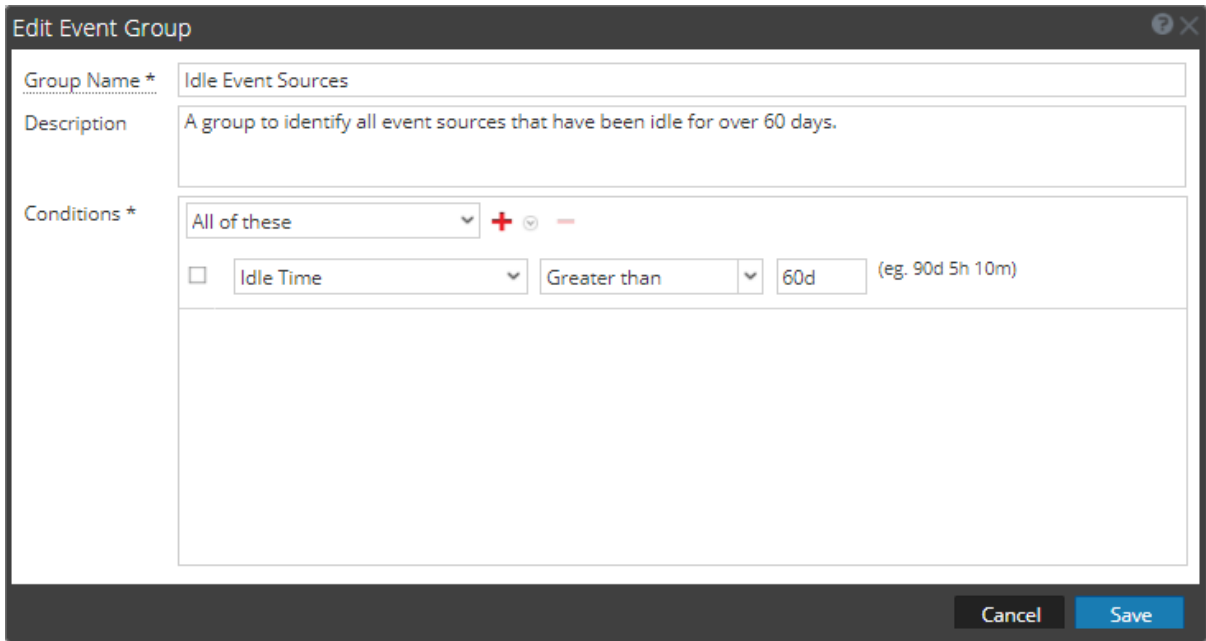 Edit Event Group
Group Name * Idle Event Sources
Description A group to identify all event sources that have been idle for over 60 days.
Conditions * All of these
Idle Time Greater than 60d (eg. 90d 5h 10m)
Cancel Save